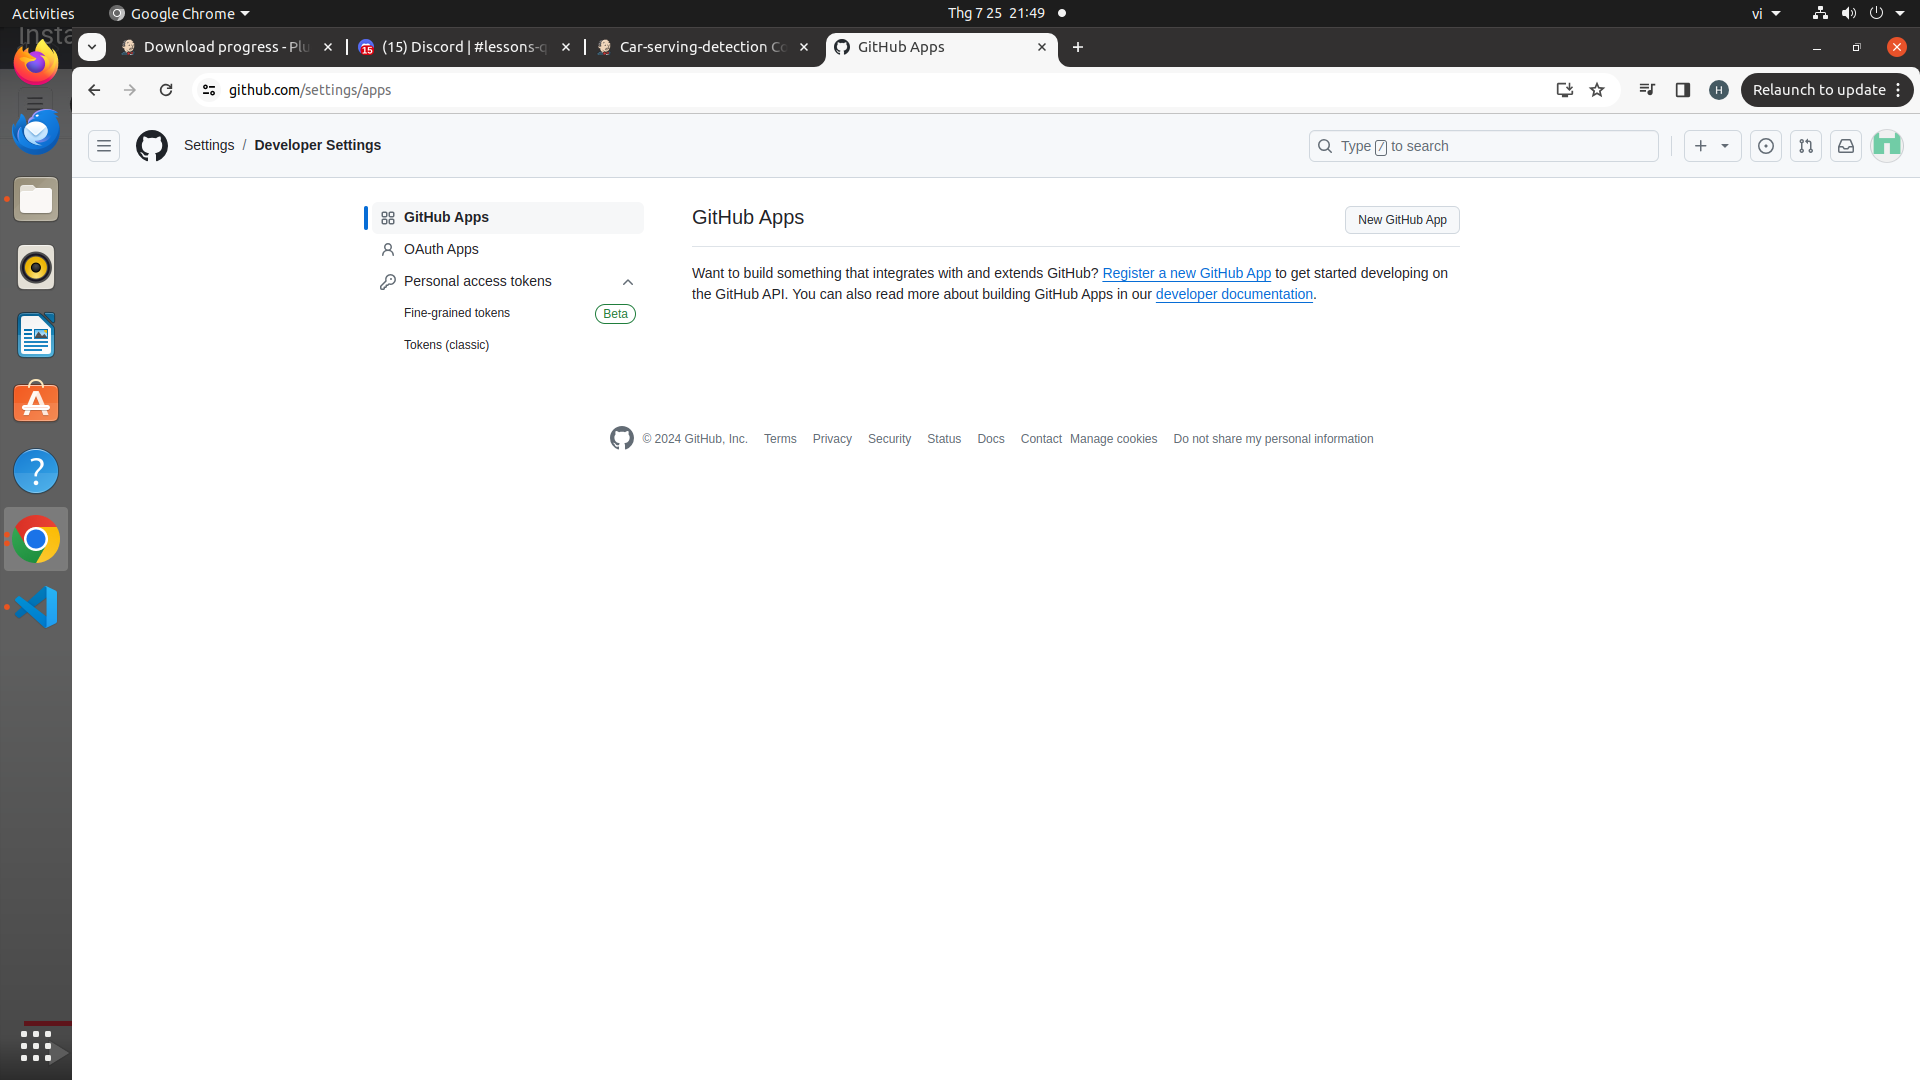 Activities
Google Chrome
Thg 7 25 21:49
vi
Insta
Download progress - Plu
(15) Discord | #lessons-q
Car-serving-detection Co
GitHub Apps
github.com/settings/apps
H
Relaunch to update
Settings / Developer Settings
Type / to search
GitHub Apps
OAuth Apps
Personal access tokens
Fine-grained tokens
Beta
Tokens (classic)
GitHub Apps
New GitHub App
Want to build something that integrates with and extends GitHub? Register a new GitHub App to get started developing on
the GitHub API. You can also read more about building GitHub Apps in our developer documentation.
© 2024 GitHub, Inc.
Terms
Privacy
Security
Status
Docs
Contact
Manage cookies
Do not share my personal information